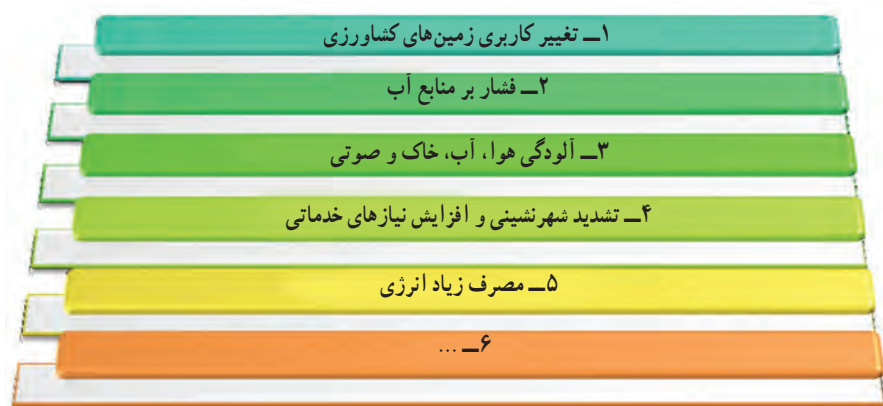 ۱ــ تغییر کاربری زمین‌های کشاورزی
۲ــ فشار بر منابع آب
۳ــ آلودگی هوا، آب، خاک و صوتی
۴ــ تشدید شهرنشینی و افزایش نیازهای خدماتی
۵ــ مصرف زیاد انرژی
۶ــ ...